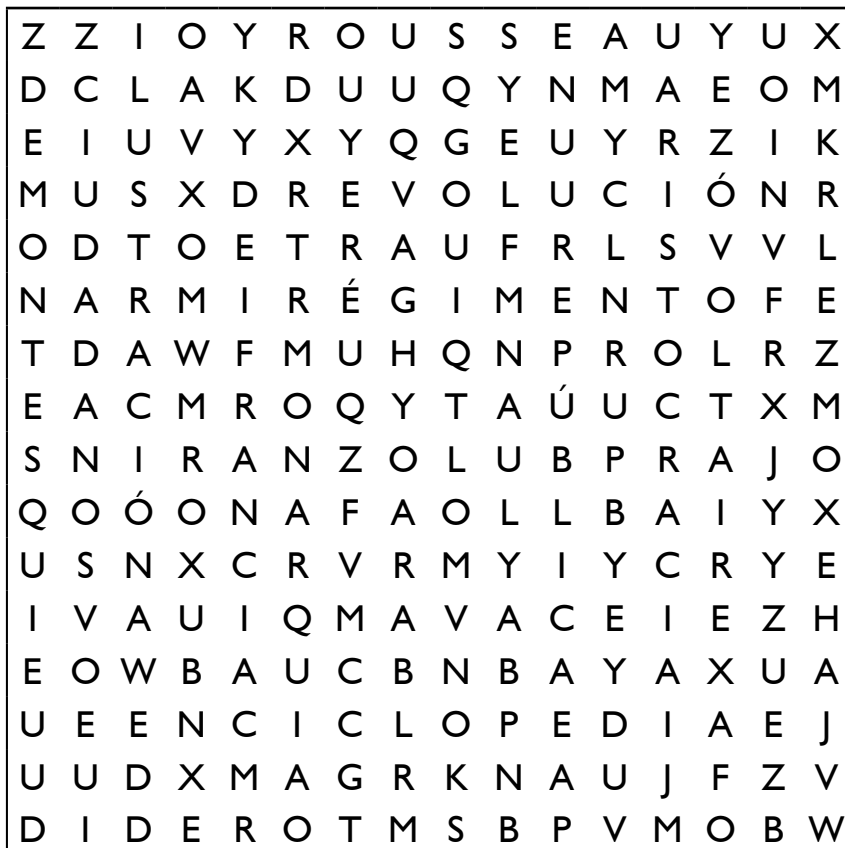 Z Z I O Y R O U S S E A U Y U X
D C L A K D U U Q Y N M A E O M
E I U V Y X Y Q G E U Y R Z I K
M U S X D R E V O L U C I Ó N R
O D T O E T R A U F R L S V V L
N A R M I R É G I M E N T O F E
T D A W F M U H Q N P R O L R Z
E A C M R O Q Y T A Ú U C T X M
S N I R A N Z O L U B P R A J O
Q O Ó O N A F A O L L B A I Y X
U S N X C R V R M Y I Y C R Y E
I V A U I Q M A V A C E I E Z H
E O W B A U C B N B A Y A X U A
U E E N C I C L O P E D I A E J
U U D X M A G R K N A U J F Z V
D I D E R O T M S B P V M O B W